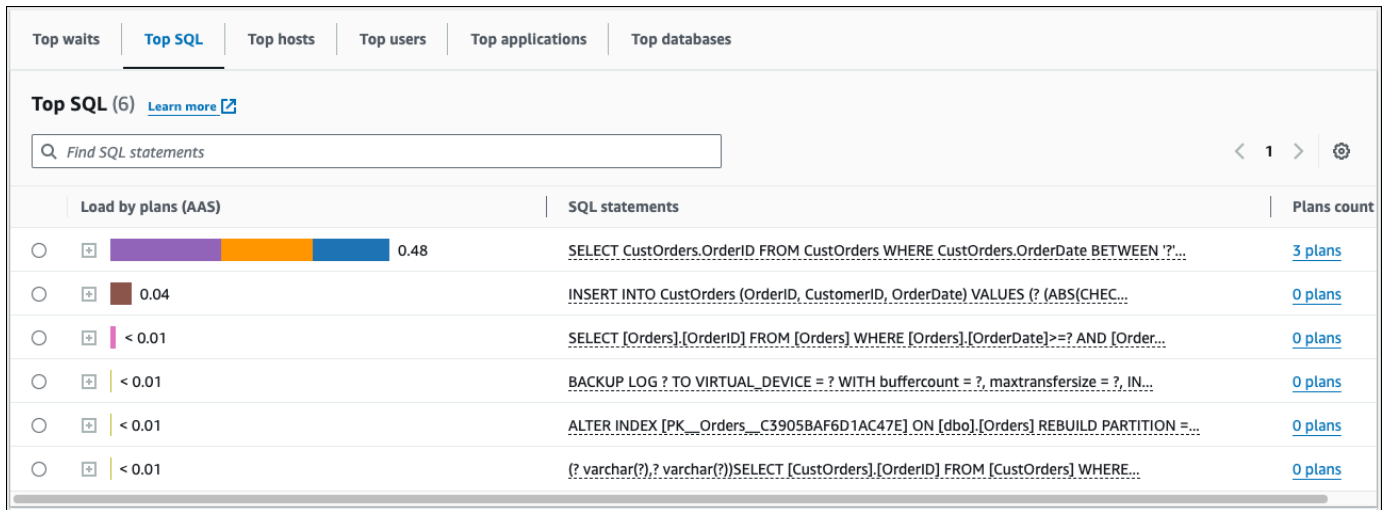 Top waits Top SQL Top hosts Top users Top applications Top databases
Top SQL (6) Learn more
Find SQL statements
1
Load by plans (AAS) SQL statements Plans count
0.48 SELECT CustOrders.OrderID FROM CustOrders WHERE CustOrders.OrderDate BETWEEN '?'... 3 plans
0.04 INSERT INTO CustOrders (OrderID, CustomerID, OrderDate) VALUES (? (ABS(CHEC... 0 plans
< 0.01 SELECT [Orders].[OrderID] FROM [Orders] WHERE [Orders].[OrderDate]>=? AND [Order... 0 plans
< 0.01 BACKUP LOG ? TO VIRTUAL_DEVICE = ? WITH buffercount = ?, maxtransfersize = ?, IN... 0 plans
< 0.01 ALTER INDEX [PK__Orders__C3905BAF6D1AC47E] ON [dbo].[Orders] REBUILD PARTITION =... 0 plans
< 0.01 (? varchar(?),? varchar(?))SELECT [CustOrders].[OrderID] FROM [CustOrders] WHERE... 0 plans